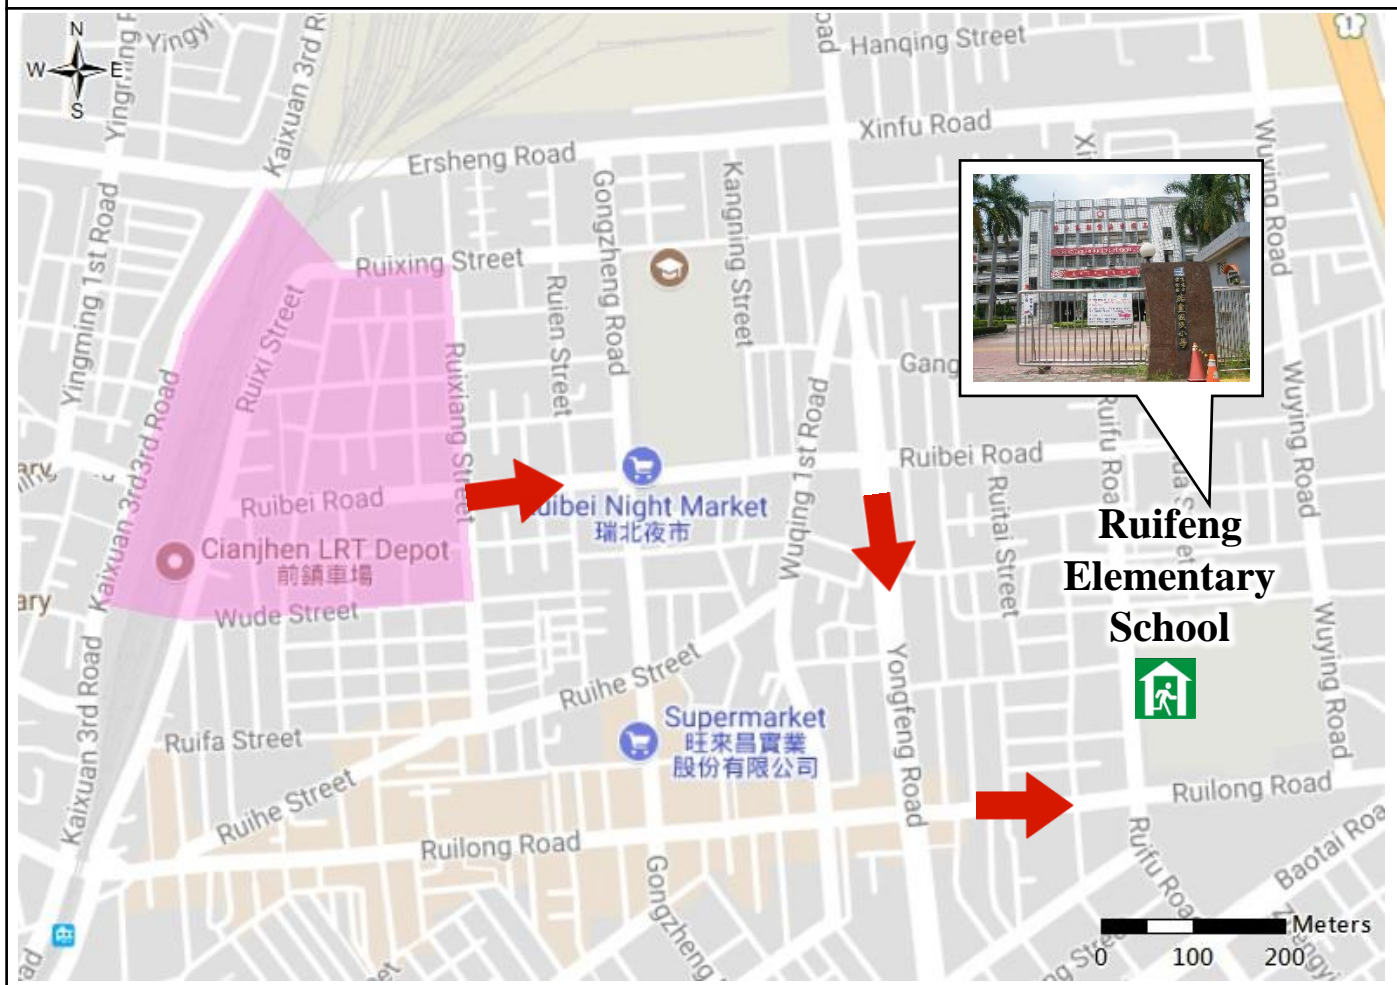 N
W
E
S
Yingyi
Yingming
Kaixuan 3rd
Road
Hanqing Street
1
Xinfu Road
Ersheng Road
Wuying Road
Yingming 1st Road
Gongzheng Road
Kangning Street
Ruixing Street
Ruixi Street
Ruien Street
Ruixiang Street
Gang
Kaixuan 3rd3rd Road
Wuqing 1st Road
Ruifu Road
Wuying Road
Ruibei Road
Ruibei Road
Ruibei Night Market
瑞北夜市
Ruitai Street
Cianjhen LRT Depot
前鎮車場
Wude Street
Ruifeng
Elementary
School
Ruihe Street
Yongfeng Road
Wuying Road
Kaixuan 3rd Road
Supermarket
旺來昌實業
股份有限公司
Ruifa Street
Ruihe Street
Ruilong Road
Ruilong Road
Ruifu Road
Baotai Roa
Gongzheng
Meters
0
100
200